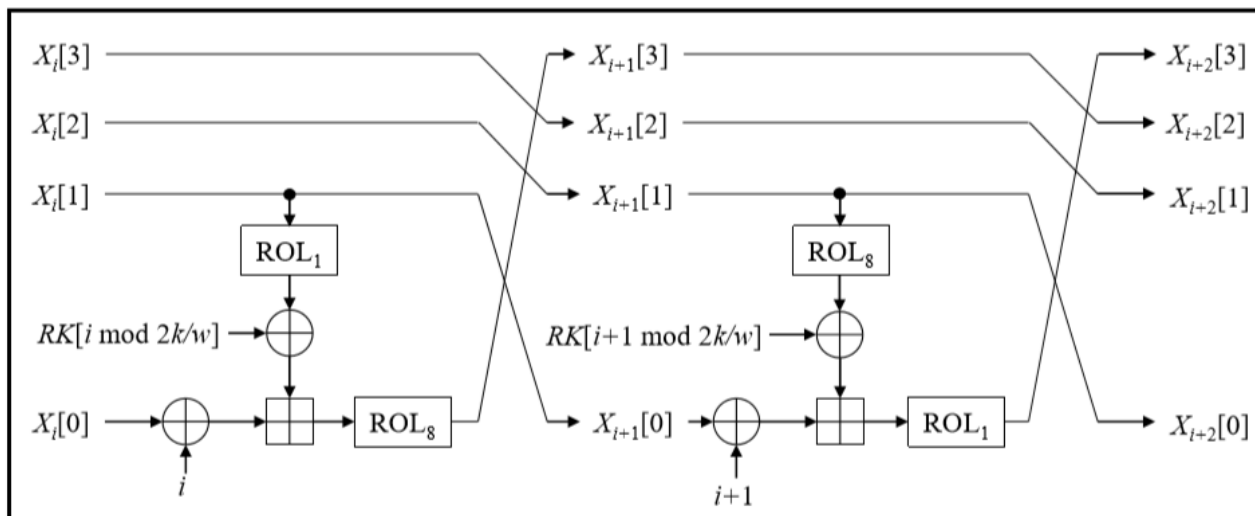 X_i[3] X_{i+1}[3] X_{i+2}[3]
X_i[2] X_{i+1}[2] X_{i+2}[2]
X_i[1] X_{i+1}[1] X_{i+2}[1]
ROL_1 ROL_8
RK[i mod 2k/w] RK[i+1 mod 2k/w]
X_i[0] ROL_8 X_{i+1}[0] ROL_1 X_{i+2}[0]
i i+1